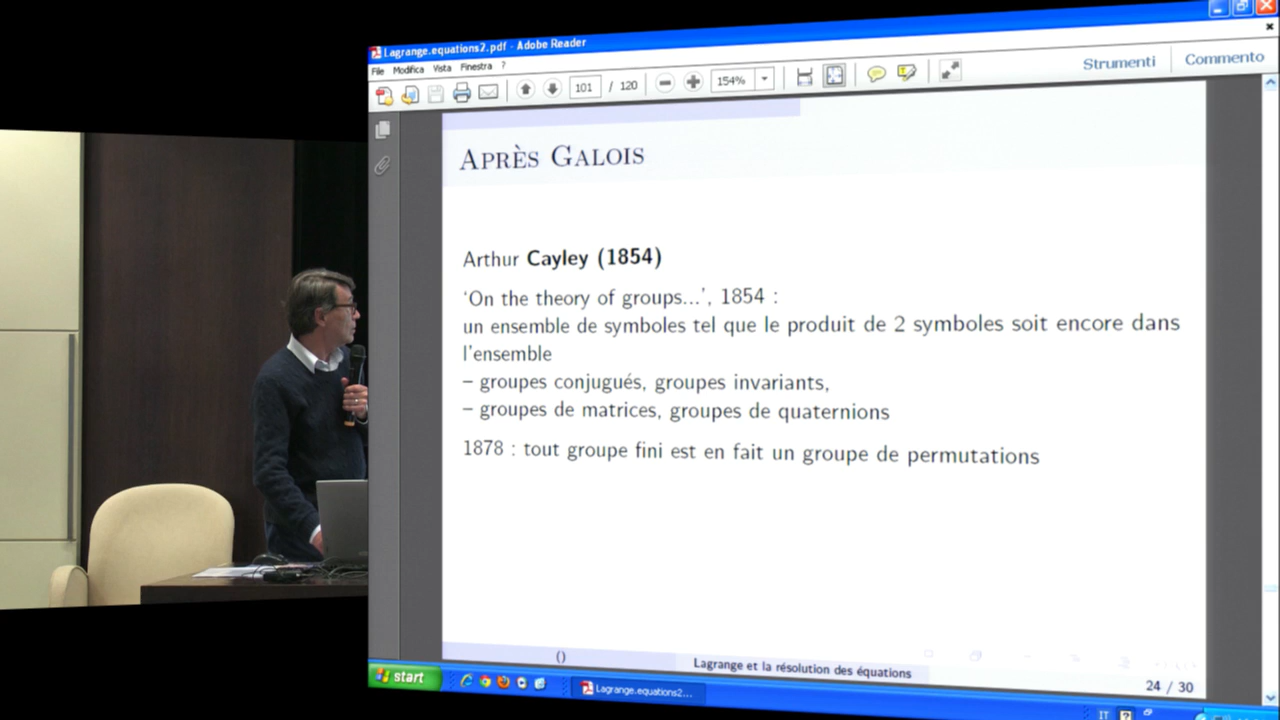 Lagrange.equations2.pdf - Adobe Reader
File Modifica Vista Finestra ?
101 / 120 154% Strumenti Commento
Après Galois
Arthur Cayley (1854)
‘On the theory of groups...’, 1854 :
un ensemble de symboles tel que le produit de 2 symboles soit encore dans
l'ensemble
– groupes conjugués, groupes invariants,
– groupes de matrices, groupes de quaternions
1878 : tout groupe fini est en fait un groupe de permutations
() Lagrange et la résolution des équations 24 / 30
start Lagrange.equations2...
IT